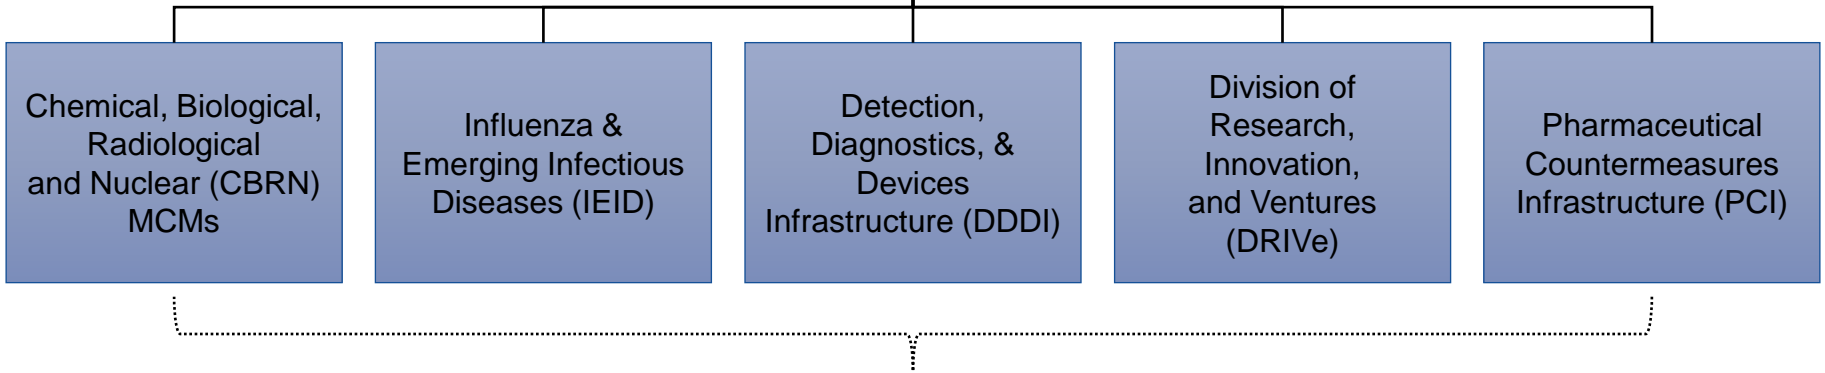 Chemical, Biological,
Radiological
and Nuclear (CBRN)
MCMs
Influenza &
Emerging Infectious
Diseases (IEID)
Detection,
Diagnostics, &
Devices
Infrastructure (DDDI)
Division of
Research,
Innovation,
and Ventures
(DRIVe)
Pharmaceutical
Countermeasures
Infrastructure (PCI)